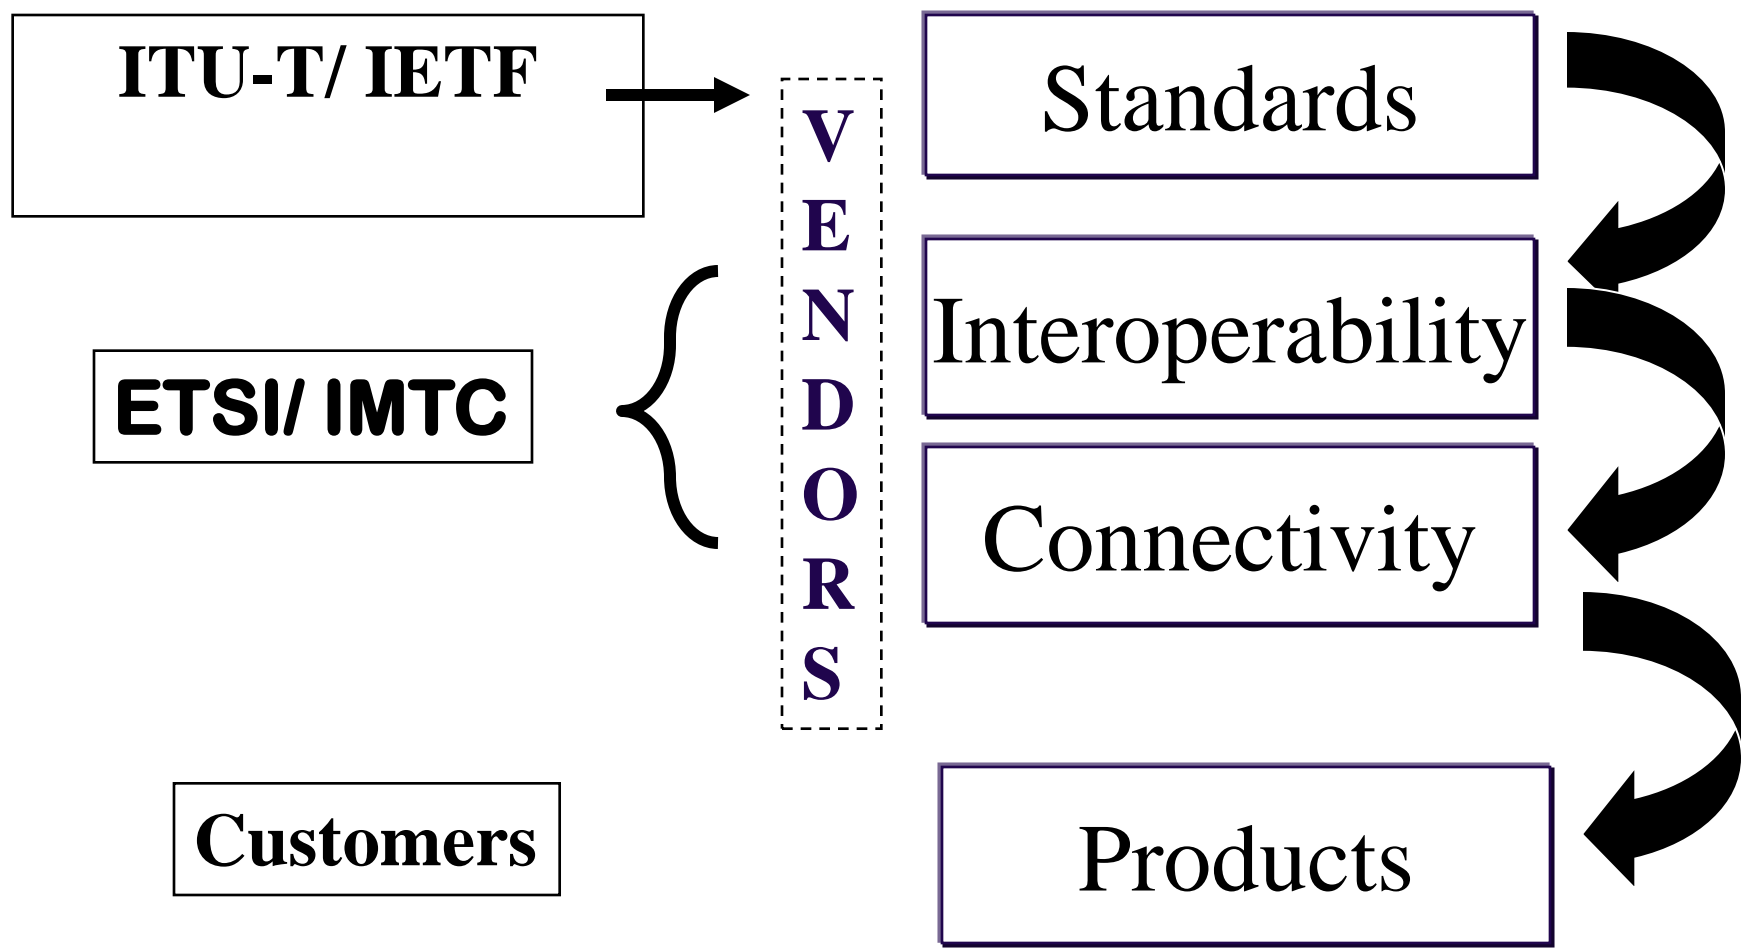 ITU-T/ IETF
ETSI/ IMTC
Customers
V
E
N
D
O
R
S
Standards
Interoperability
Connectivity
Products